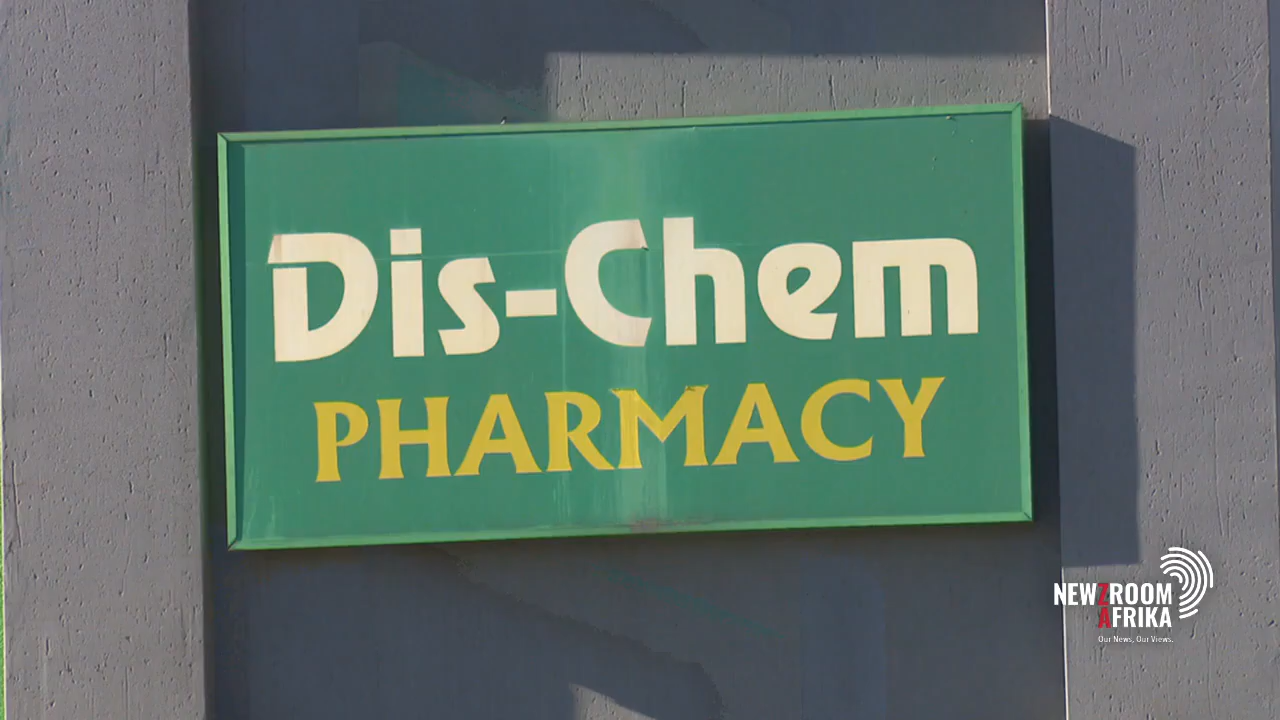 Dis-Chem
PHARMACY
NEWZROOM
AFRIKA
Our News, Our Views.